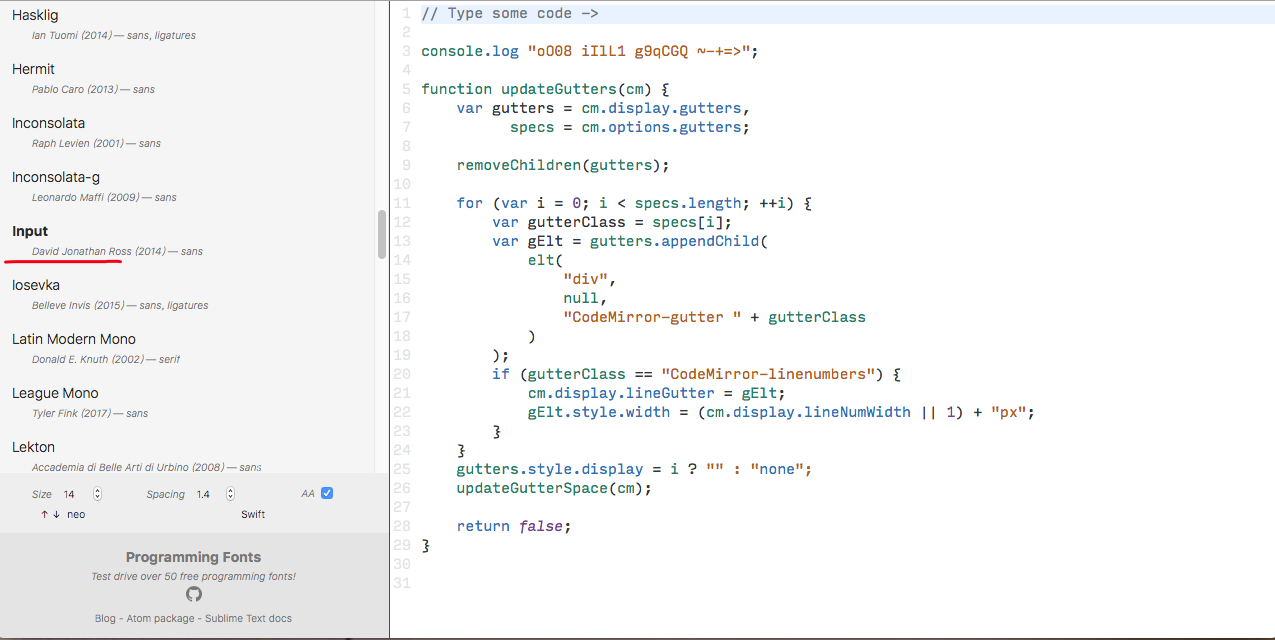 Hasklig
Ian Tuomi (2014) — sans, ligatures
Hermit
Pablo Caro (2013) — sans
Inconsolata
Raph Levien (2001) — sans
Inconsolata-g
Leonardo Maffi (2009) — sans
Input
David Jonathan Ross (2014) — sans
Iosevka
Belleve Invis (2015) — sans, ligatures
Latin Modern Mono
Donald E. Knuth (2002) — serif
League Mono
Tyler Fink (2017) — sans
Lekton
Accademia di Belle Arti di Urbino (2008) — sans
Size 14 Spacing 1.4 AA
↑ ↓ neo Swift
Programming Fonts
Test drive over 50 free programming fonts!
Blog - Atom package - Sublime Text docs
1 // Type some code ->
2
3 console.log "oO08 iIlL1 g9qCGQ ~-+=>";
4
5 function updateGutters(cm) {
6     var gutters = cm.display.gutters,
7           specs = cm.options.gutters;
8
9     removeChildren(gutters);
10
11     for (var i = 0; i < specs.length; ++i) {
12         var gutterClass = specs[i];
13         var gElt = gutters.appendChild(
14             elt(
15                 "div",
16                 null,
17                 "CodeMirror-gutter " + gutterClass
18             )
19         );
20         if (gutterClass == "CodeMirror-linenumbers") {
21             cm.display.lineGutter = gElt;
22             gElt.style.width = (cm.display.lineNumWidth || 1) + "px";
23         }
24     }
25     gutters.style.display = i ? "" : "none";
26     updateGutterSpace(cm);
27
28     return false;
29 }
30
31